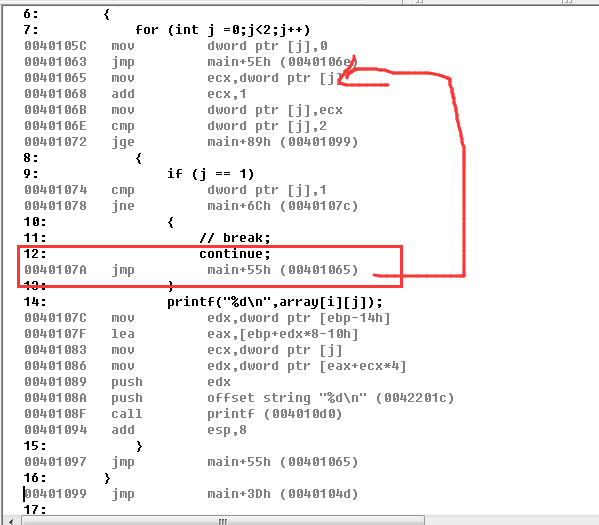 6: {
7: for (int j =0;j<2;j++)
0040105C mov dword ptr [j],0
00401063 jmp main+5Eh (0040106e)
00401065 mov ecx,dword ptr [j]
00401068 add ecx,1
0040106B mov dword ptr [j],ecx
0040106E cmp dword ptr [j],2
00401072 jge main+89h (00401099)
8: {
9: if (j == 1)
00401074 cmp dword ptr [j],1
00401078 jne main+6Ch (0040107c)
10: {
11: // break;
12: continue;
0040107A jmp main+55h (00401065)
13: }
14: printf("%d\n",array[i][j]);
0040107C mov edx,dword ptr [ebp-14h]
0040107F lea eax,[ebp+edx*8-10h]
00401083 mov ecx,dword ptr [j]
00401086 mov edx,dword ptr [eax+ecx*4]
00401089 push edx
0040108A push offset string "%d\n" (0042201c)
0040108F call printf (004010d0)
00401094 add esp,8
15: }
00401097 jmp main+55h (00401065)
16: }
00401099 jmp main+3Dh (0040104d)
17: